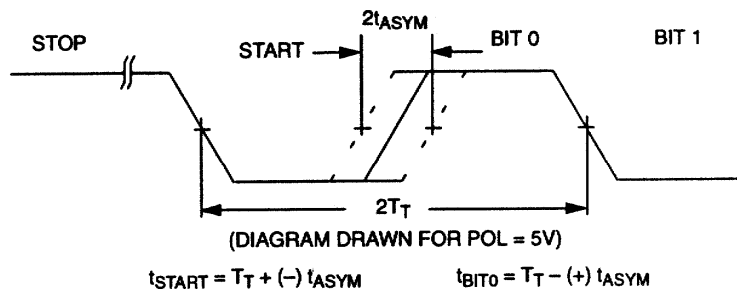 2tASYM
STOP START BIT 0 BIT 1
2TT
(DIAGRAM DRAWN FOR POL = 5V)
tSTART = TT + (–) tASYM tBIT0 = TT – (+) tASYM